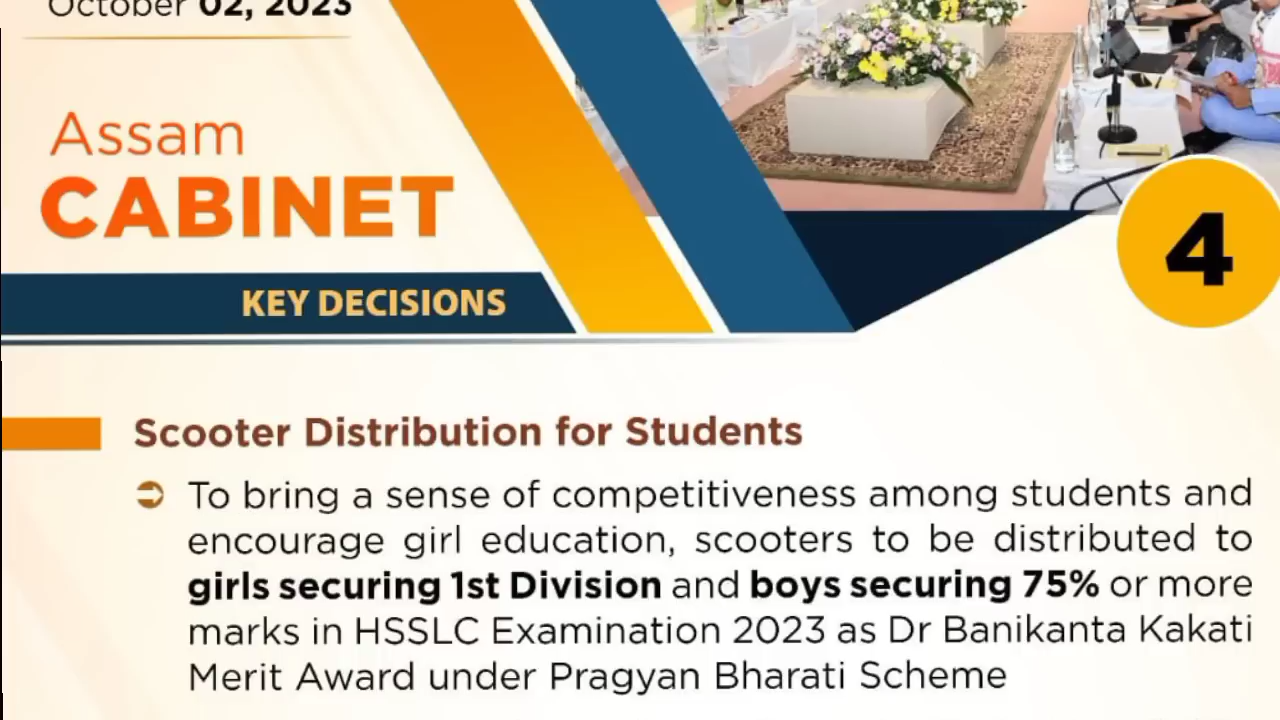 October 02, 2023
Assam
CABINET
KEY DECISIONS
4
Scooter Distribution for Students
To bring a sense of competitiveness among students and
encourage girl education, scooters to be distributed to
girls securing 1st Division and boys securing 75% or more
marks in HSSLC Examination 2023 as Dr Banikanta Kakati
Merit Award under Pragyan Bharati Scheme